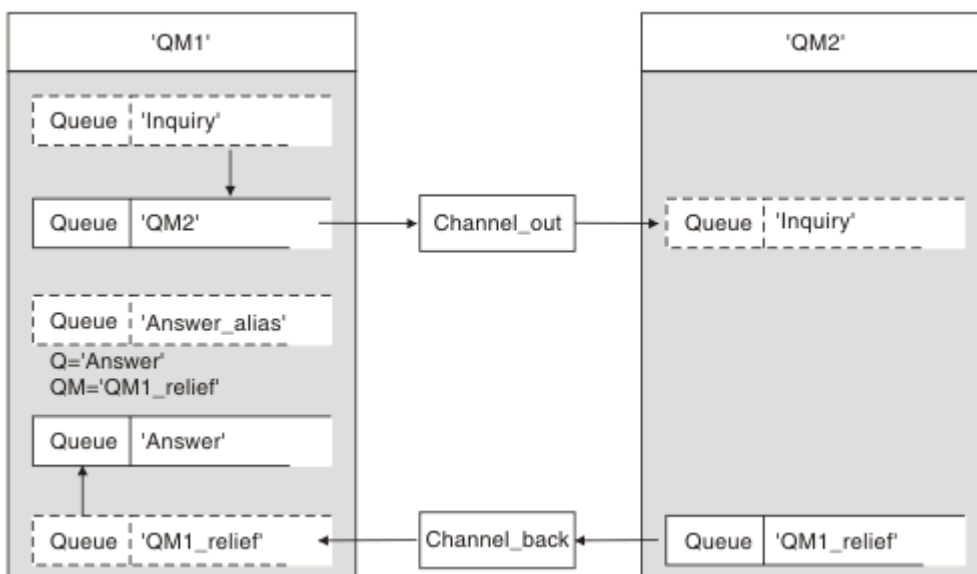 'QM1'
Queue 'Inquiry'
Queue 'QM2'
Queue 'Answer_alias'
Q='Answer'
QM='QM1_relief'
Queue 'Answer'
Queue 'QM1_relief'
Channel_out
Channel_back
'QM2'
Queue 'Inquiry'
Queue 'QM1_relief'